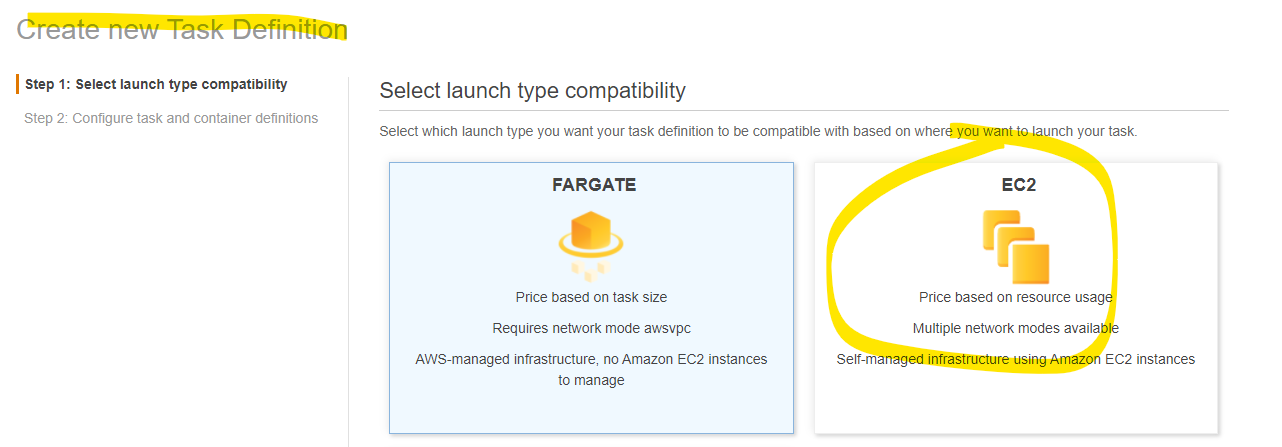 Create new Task Definition
Step 1: Select launch type compatibility
Step 2: Configure task and container definitions
Select launch type compatibility
Select which launch type you want your task definition to be compatible with based on where you want to launch your task.
FARGATE
Price based on task size
Requires network mode awsvpc
AWS-managed infrastructure, no Amazon EC2 instances
to manage
EC2
Price based on resource usage
Multiple network modes available
Self-managed infrastructure using Amazon EC2 instances